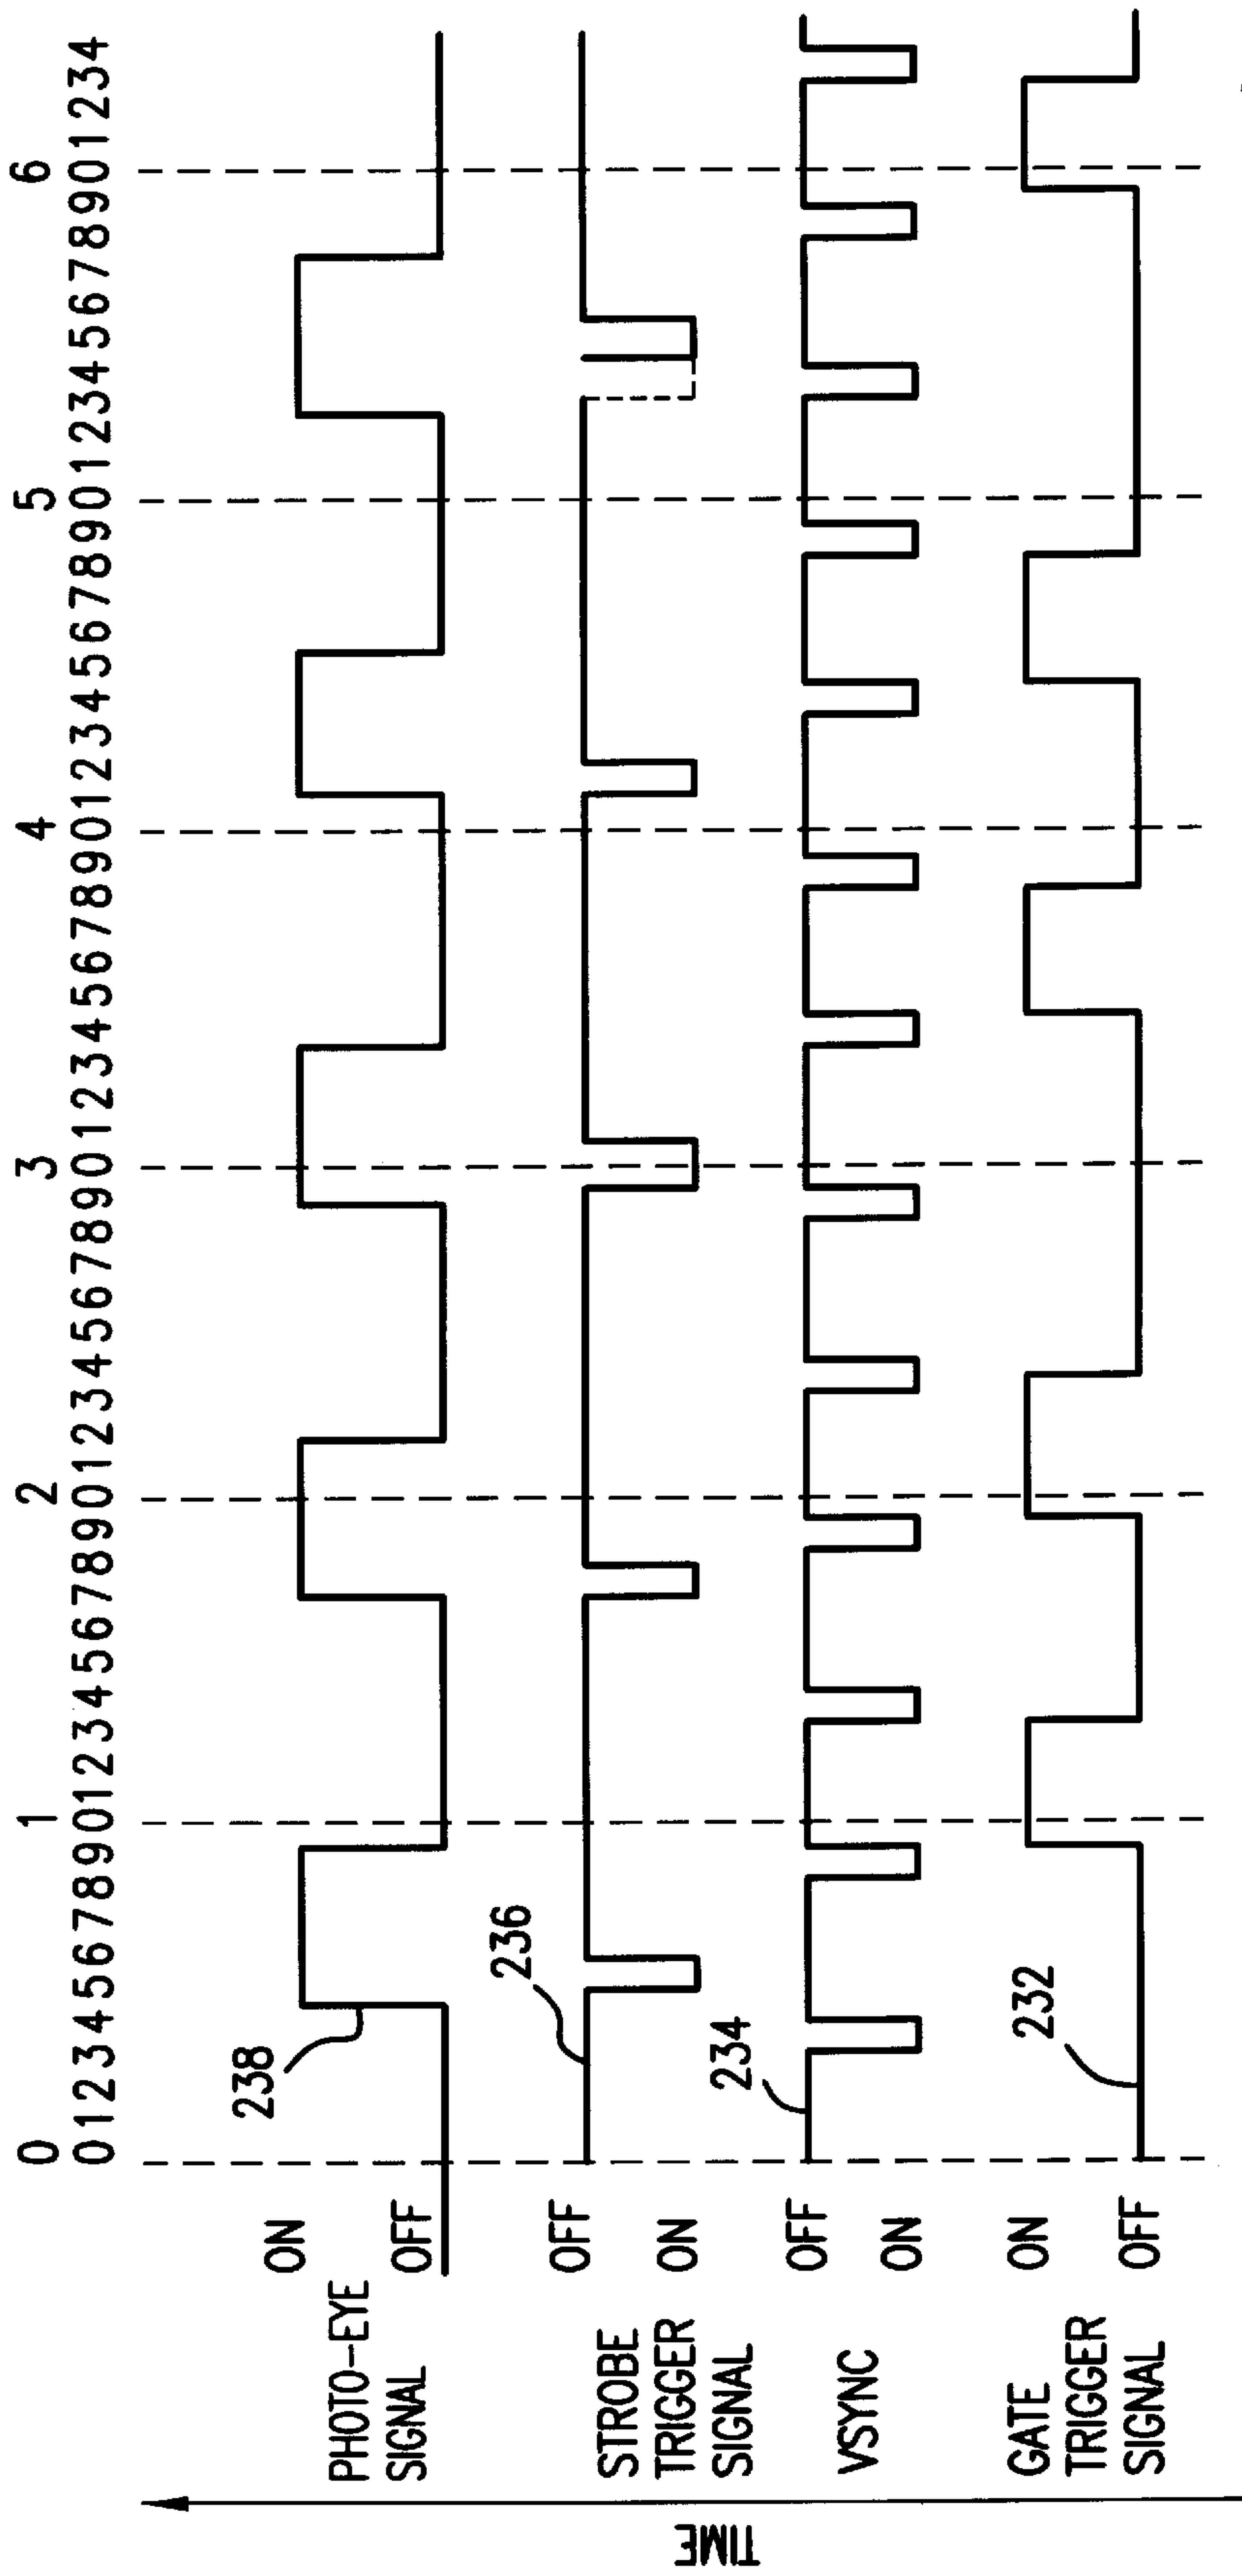 0 1 2 3 4 5 6
01234567890123456789012345678901234567890123456789012345678901234
ON
PHOTO-EYE
SIGNAL
OFF
238
OFF
STROBE
TRIGGER
SIGNAL
ON
236
OFF
VSYNC
ON
234
GATE
TRIGGER
SIGNAL
ON
OFF
232
TIME